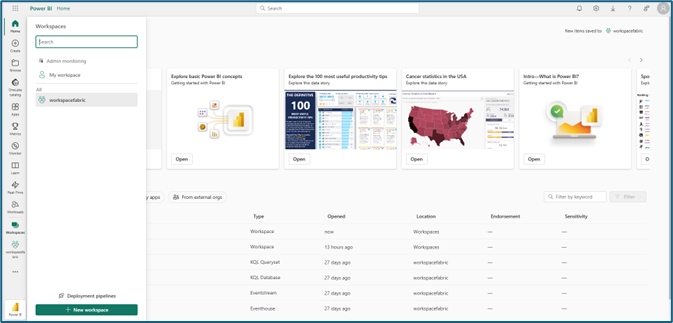 Power BI Home
Search
Home
Create
Browse
OneLake
catalog
Apps
Metrics
Monitor
Learn
Real-Time
Workloads
Workspaces
workspacefab
...
Power BI
Workspaces
Search
Admin monitoring
My workspace
All
workspacefabric
Deployment pipelines
+ New workspace
New items saved to: workspacefabric
Explore basic Power BI concepts
Getting started with Power BI
Open
Explore the 100 most useful productivity tips
Explore this data story
THE DEFINITIVE
100
MOST USEFUL
PRODUCTIVITY TIPS
Open
Cancer statistics in the USA
Explore this data story
Open
Intro—What is Power BI?
Getting started with Power BI
Open
Spo
Explo
O
y apps
From external orgs
Filter by keyword
Filter
Type Opened Location Endorsement Sensitivity
Workspace now Workspaces — —
Workspace 13 hours ago Workspaces — —
KQL Queryset 27 days ago workspacefabric — —
KQL Database 27 days ago workspacefabric — —
Eventstream 27 days ago workspacefabric — —
Eventhouse 27 days ago workspacefabric — —